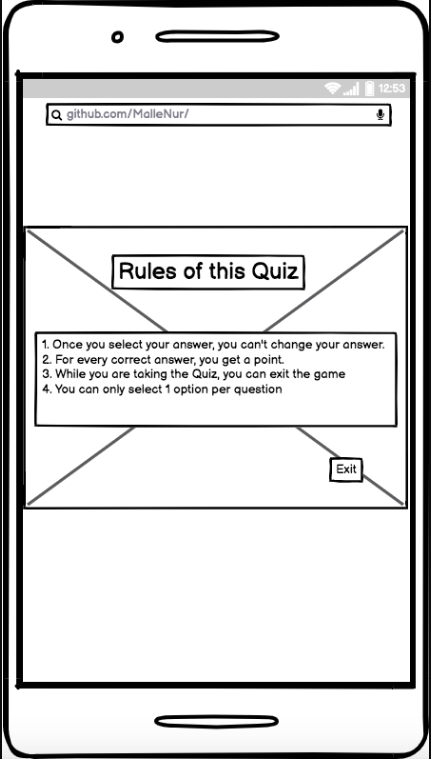 12:53
github.com/MalleNur/
Rules of this Quiz
1. Once you select your answer, you can't change your answer.
2. For every correct answer, you get a point.
3. While you are taking the Quiz, you can exit the game
4. You can only select 1 option per question
Exit